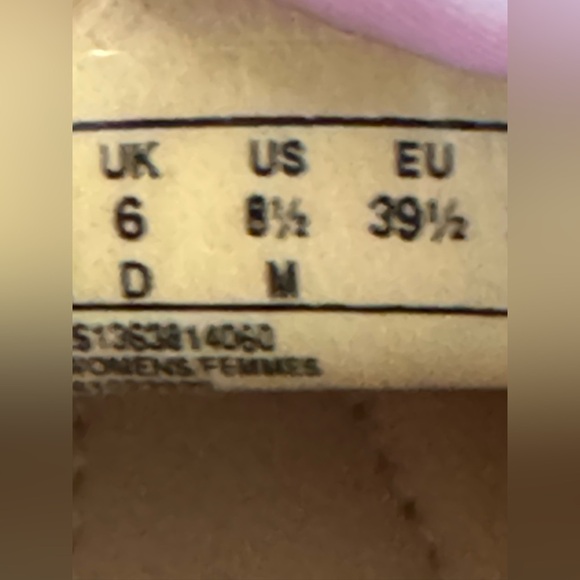 UK US EU
6 8½ 39½
D M
WOMENS/FEMMES